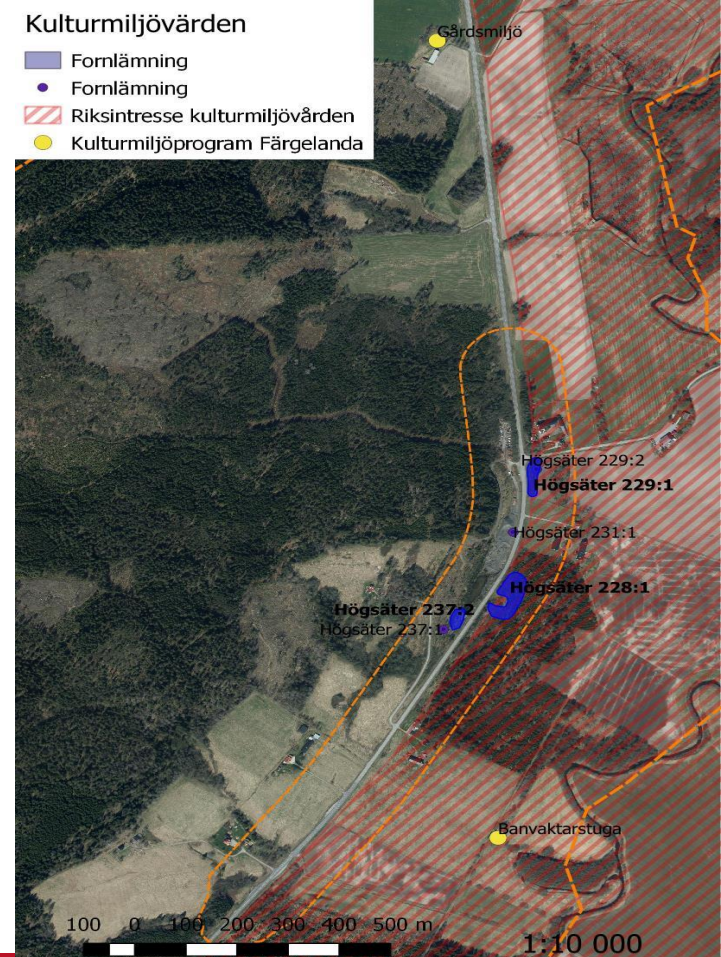 Kulturmiljövärden
Fornlämning
Fornlämning
Riksintresse kulturmiljövården
Kulturmiljöprogram Färgelanda
Gårdsmiljö
Högsäter 229:2
Högsäter 229:1
Högsäter 231:1
Högsäter 228:1
Högsäter 237:2
Högsäter 237:1
Banvaktarstuga
100 0 100 200 300 400 500 m
1:10 000